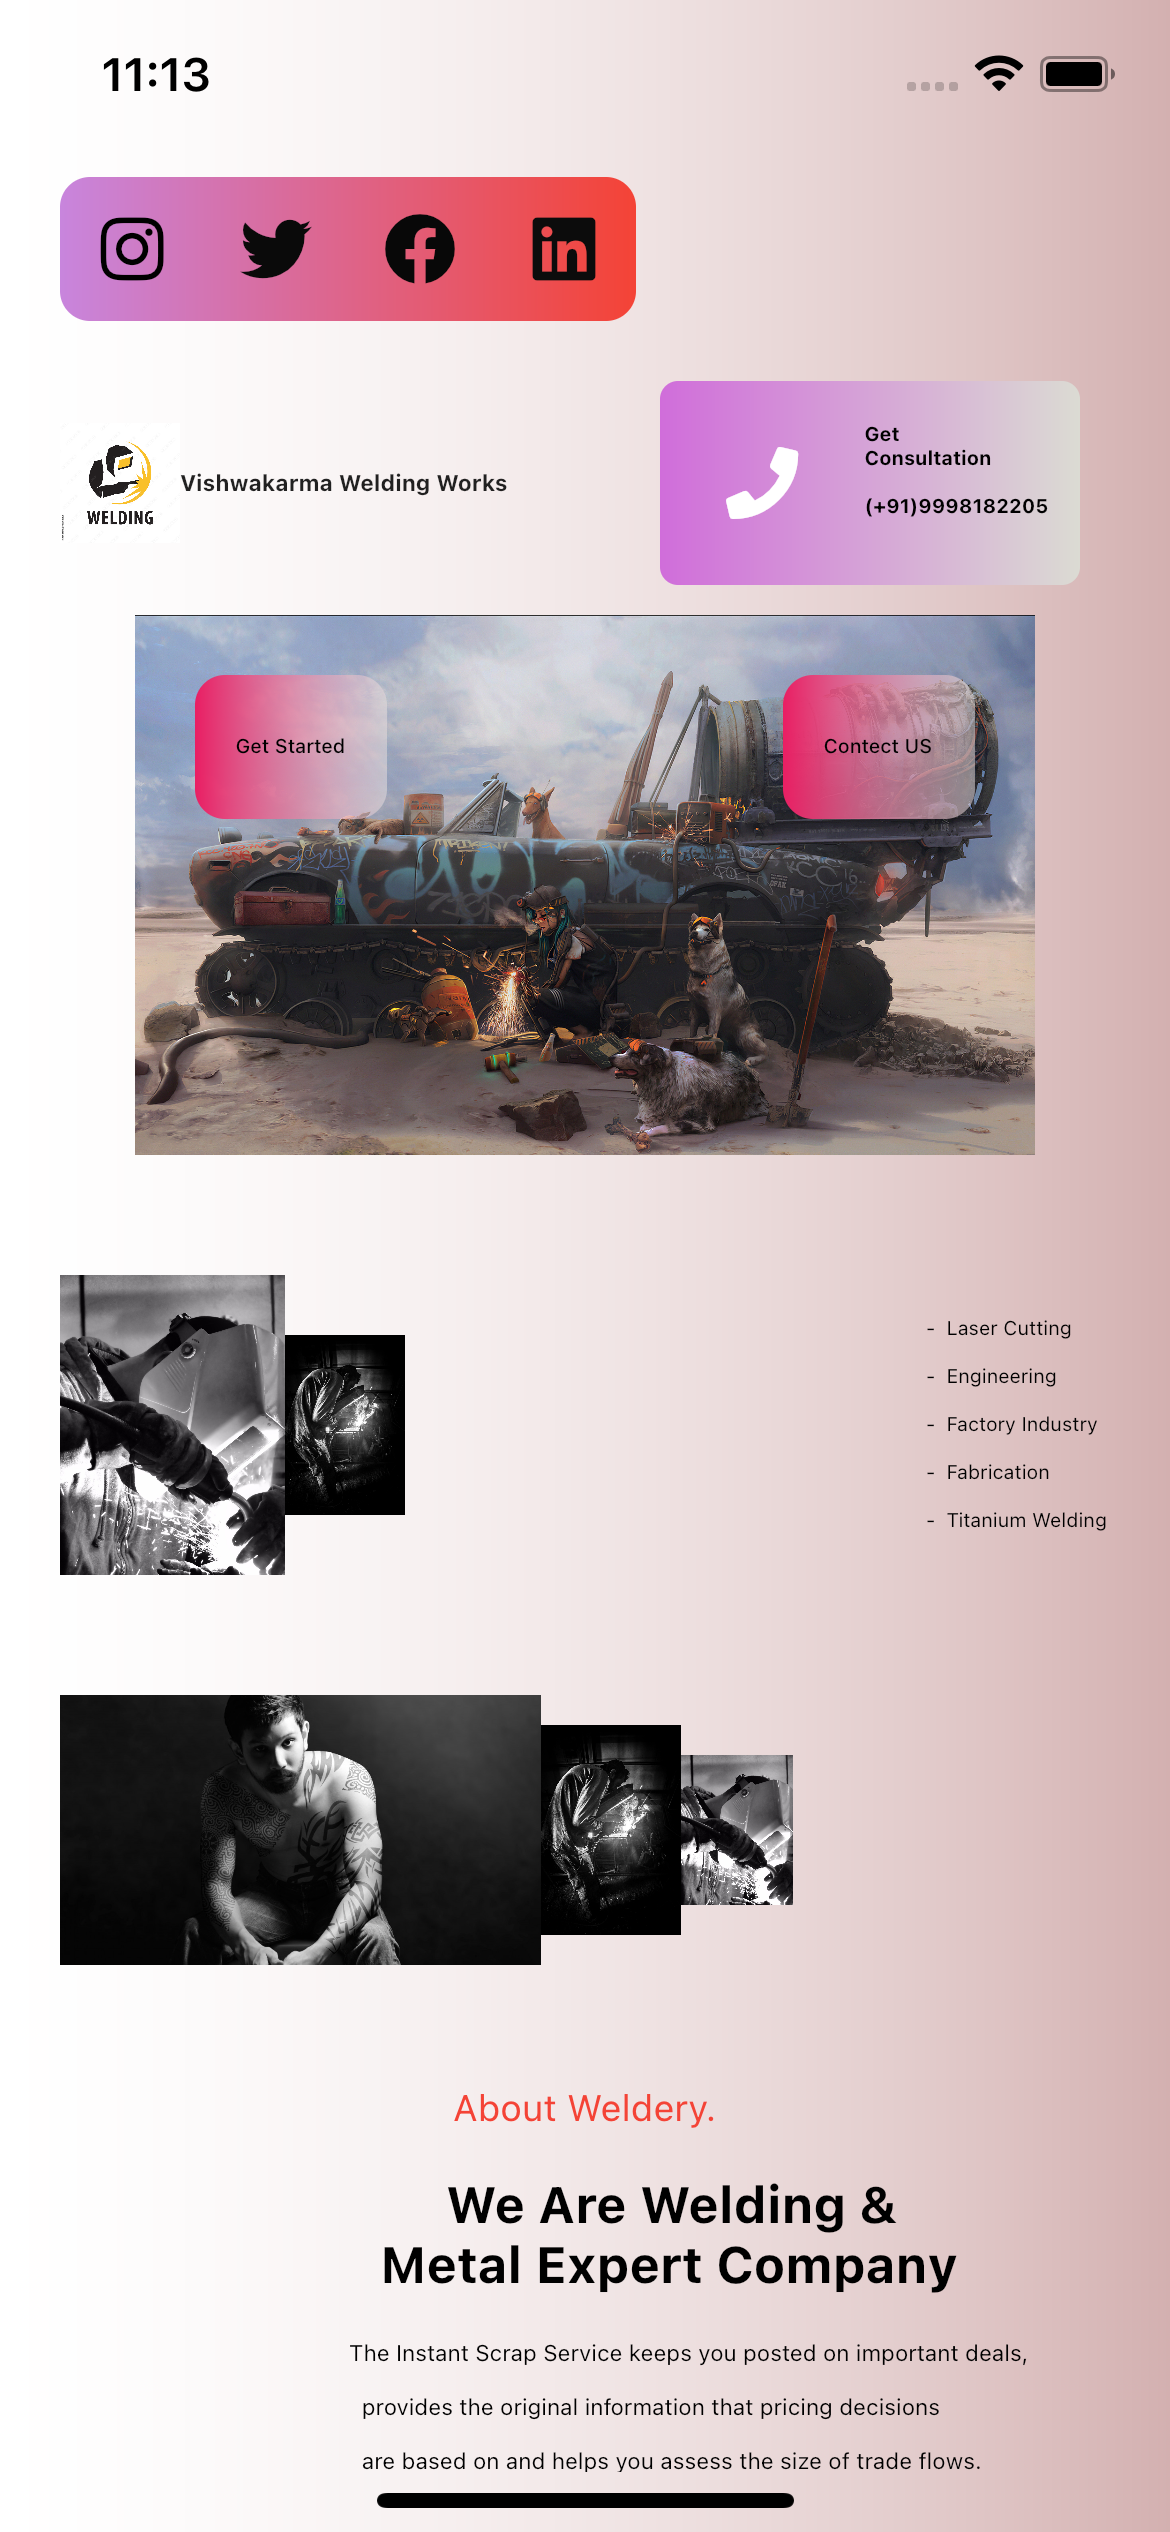 11:13
WELDING
Vishwakarma Welding Works
Get
Consultation
(+91)9998182205
Get Started
Contect US
- Laser Cutting
- Engineering
- Factory Industry
- Fabrication
- Titanium Welding
About Weldery.
We Are Welding &
Metal Expert Company
The Instant Scrap Service keeps you posted on important deals,
provides the original information that pricing decisions
are based on and helps you assess the size of trade flows.